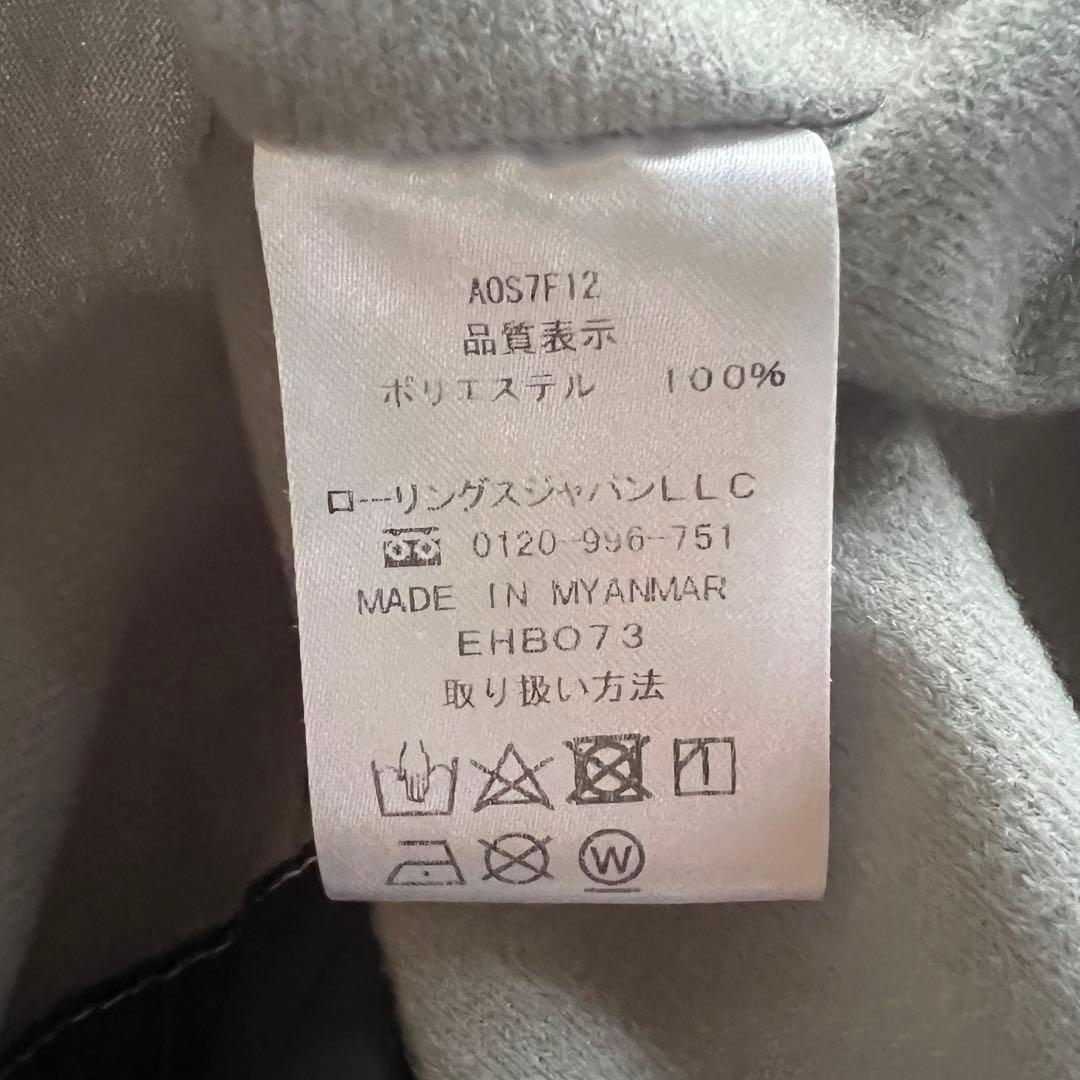 AOS7F12
品質表示
ポリエステル 100%
ローリングスジャパンLLC
0120-996-751
MADE IN MYANMAR
EHB073
取り扱い方法
W